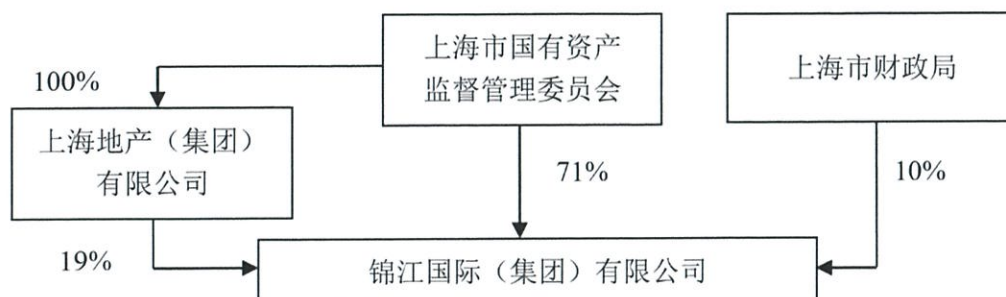 上海市国有资产
监督管理委员会
上海市财政局
100%
上海地产（集团）
有限公司
71%
10%
19%
锦江国际（集团）有限公司